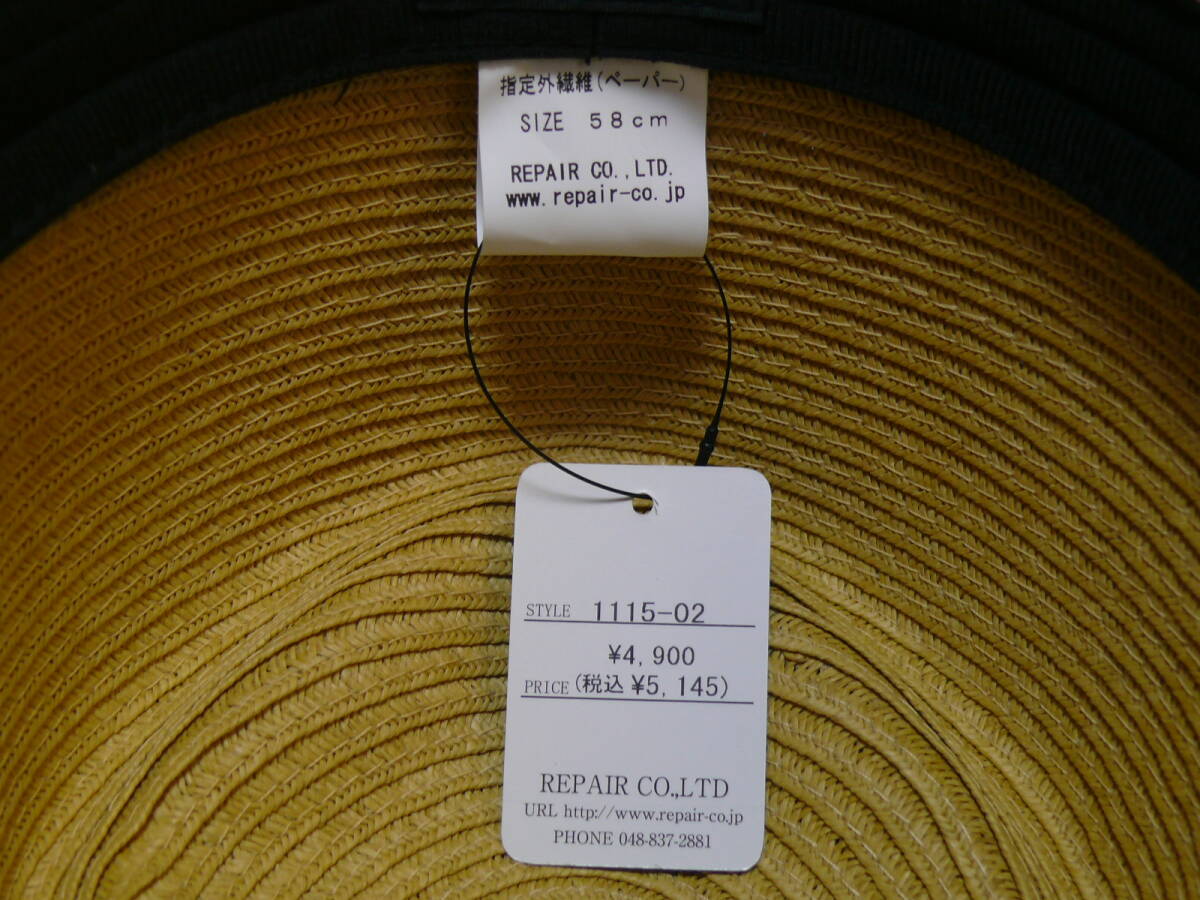 指定外繊維(ペーパー)
SIZE 58cm
REPAIR CO.,LTD.
www.repair-co.jp
STYLE 1115-02
¥4,900
PRICE (税込 ¥5,145)
REPAIR CO.,LTD
URL http://www.repair-co.jp
PHONE 048-837-2881